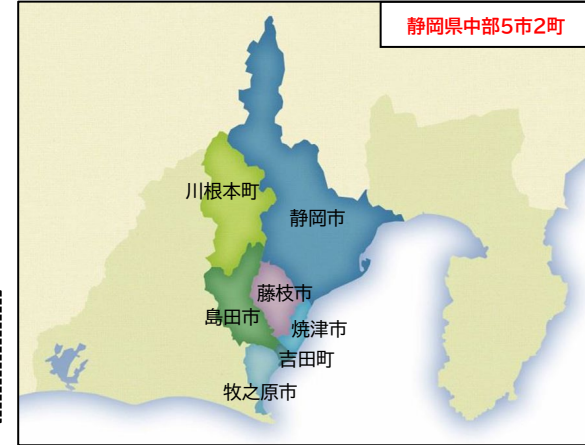 静岡県中部5市2町
川根本町
静岡市
藤枝市
島田市
焼津市
吉田町
牧之原市